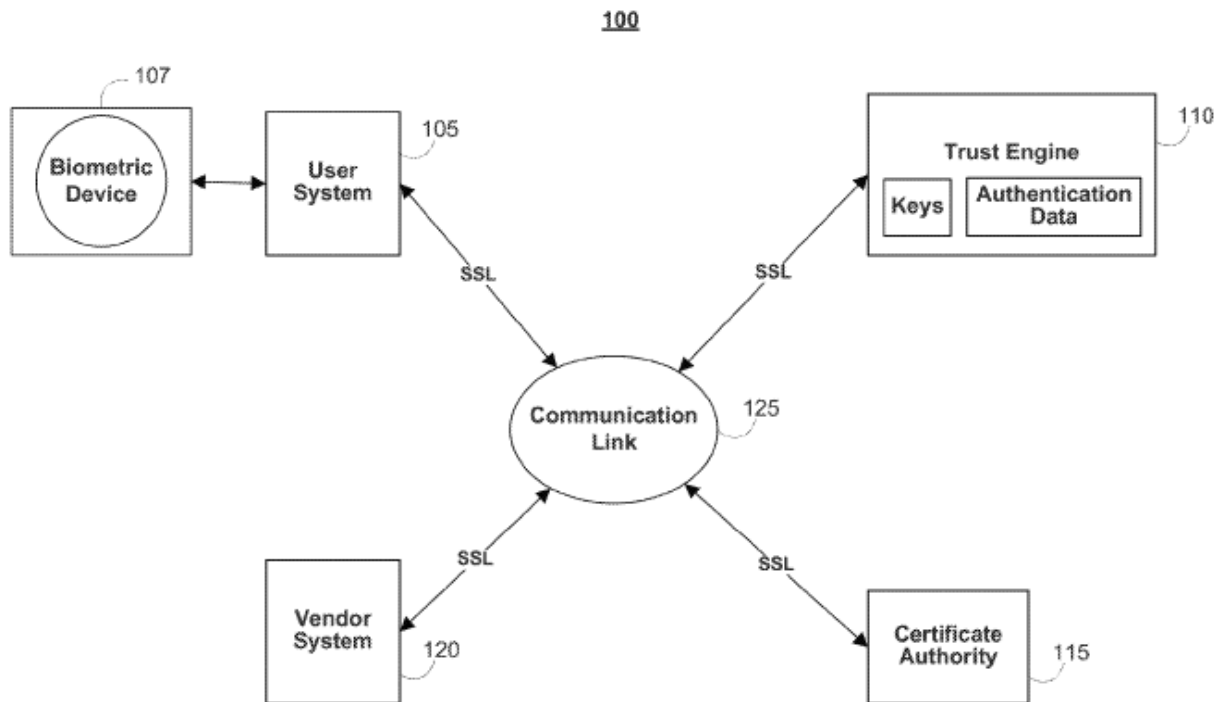 100
107
Biometric
Device
User
System
105
Trust Engine
110
Keys
Authentication
Data
SSL
SSL
Communication
Link
125
SSL
SSL
Vendor
System
120
Certificate
Authority
115